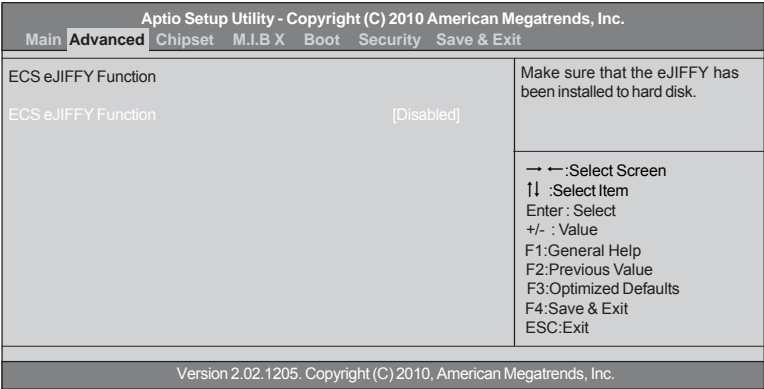 Aptio Setup Utility - Copyright (C) 2010 American Megatrends, Inc.
Main Advanced Chipset M.I.B X Boot Security Save & Exit
ECS eJIFFY Function
ECS eJIFFY Function [Disabled]
Make sure that the eJIFFY has
been installed to hard disk.
→ ←:Select Screen
↑↓ :Select Item
Enter : Select
+/- : Value
F1:General Help
F2:Previous Value
F3:Optimized Defaults
F4:Save & Exit
ESC:Exit
Version 2.02.1205. Copyright (C) 2010, American Megatrends, Inc.